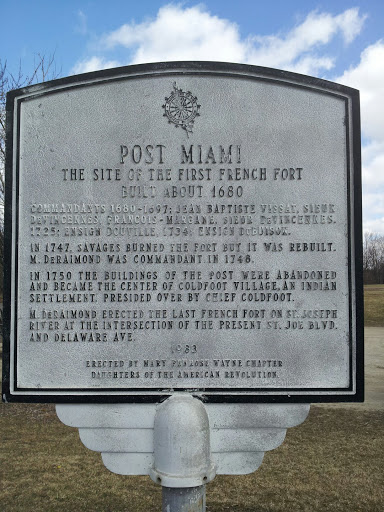 POST MIAMI
THE SITE OF THE FIRST FRENCH FORT
BUILT ABOUT 1680
COMMANDANTS 1680-1697; JEAN BAPTISTE BISSAT, SIEUR
DEVINCENNES, FRANCOIS-MARGANE, SIEUR DEVINCENNES.
1725; ENSIGN DOUVILLE, 1734; ENSIGN DUBUISON.
IN 1747, SAVAGES BURNED THE FORT BUT IT WAS REBUILT.
M. DERAIMOND WAS COMMANDANT IN 1748.
IN 1750 THE BUILDINGS OF THE POST WERE ABANDONED
AND BECAME THE CENTER OF COLDFOOT VILLAGE, AN INDIAN
SETTLEMENT, PRESIDED OVER BY CHIEF COLDFOOT.
M. DERAIMOND ERECTED THE LAST FRENCH FORT ON ST. JOSEPH
RIVER AT THE INTERSECTION OF THE PRESENT ST. JOE BLVD.
AND DELAWARE AVE.
ERECTED BY MARY PENROSE WAYNE CHAPTER
DAUGHTERS OF THE AMERICAN REVOLUTION